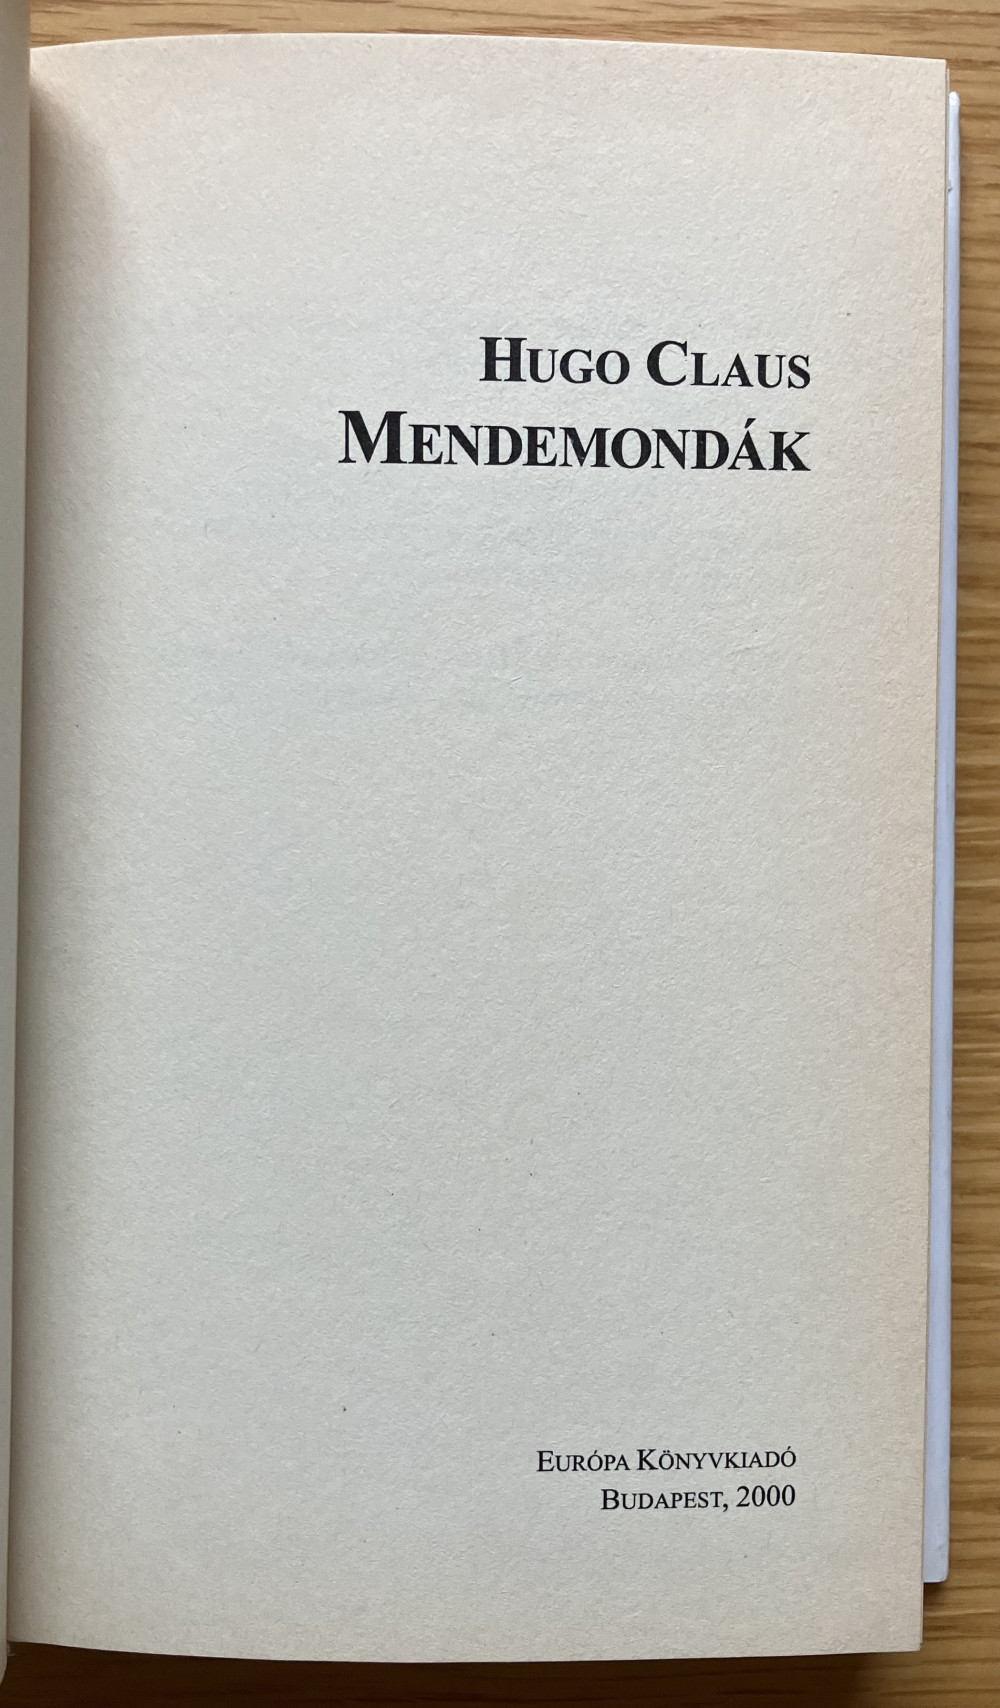 HUGO CLAUS
MENDEMONDÁK
EURÓPA KÖNYVKIADÓ
BUDAPEST, 2000